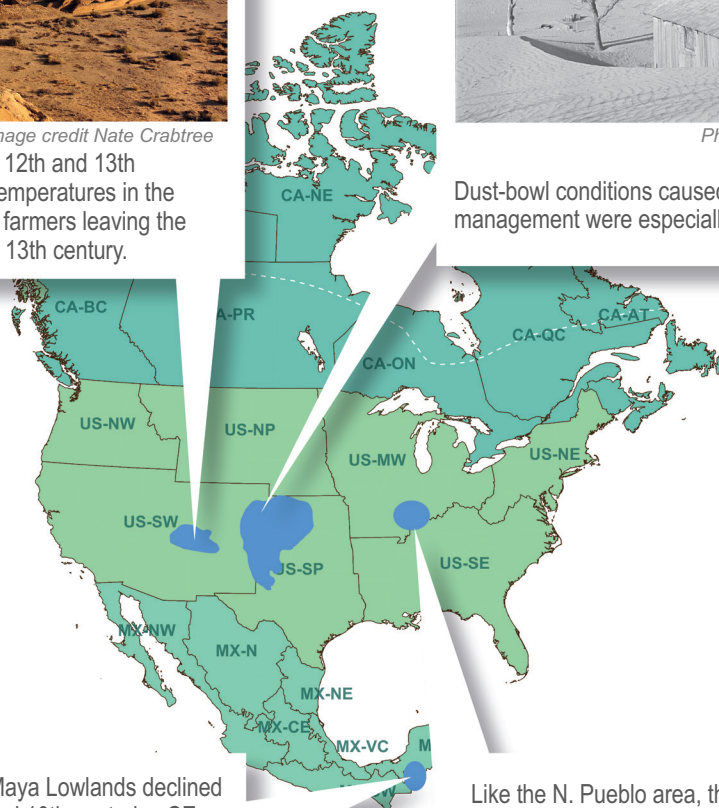 mage credit Nate Crabtree
Ph
12th and 13th
emperatures in the
farmers leaving the
13th century.
Dust-bowl conditions caused
management were especiall
CA-NE
CA-BC
A-PR
CA-ON
CA-QC
CA-AT
US-NW
US-NP
US-MW
US-NE
US-SW
US-SP
US-SE
MX-NW
MX-N
MX-NE
MX-CE
MX-VC
M
Maya Lowlands declined
Like the N. Pueblo area, th